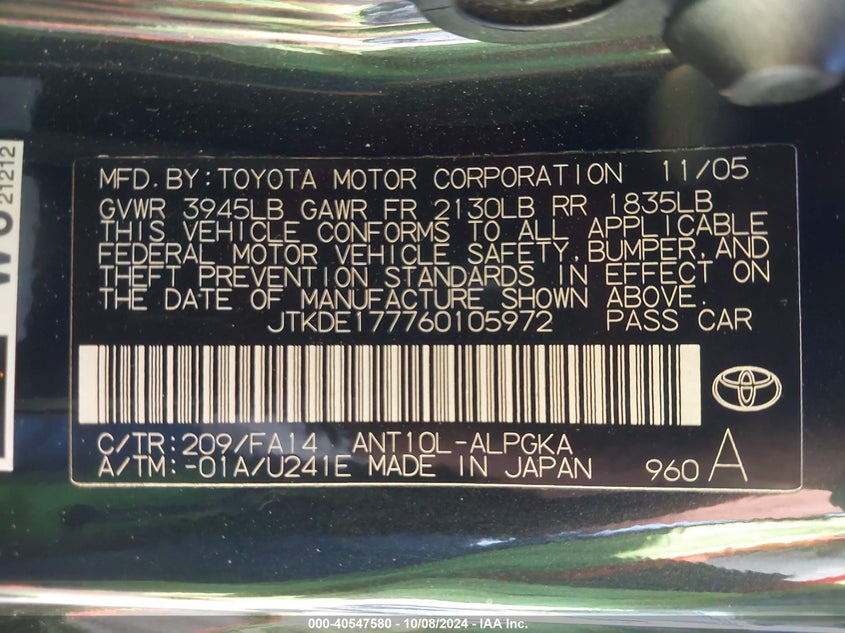 MFD.BY:TOYOTA MOTOR CORPORATION 11/05
GVWR 3945LB GAWR FR 2130LB RR 1835LB
THIS VEHICLE CONFORMS TO ALL APPLICABLE
FEDERAL MOTOR VEHICLE SAFETY,BUMPER,AND
THEFT PREVENTION STANDARDS IN EFFECT ON
THE DATE OF MANUFACTURE SHOWN ABOVE.
JTKDE177760105972 PASS CAR
C/TR:209/FA14 ANT10L-ALPGKA
A/TM:-01A/U241E MADE IN JAPAN 960 A
21212
000-40547580 - 10/08/2024 - IAA Inc.